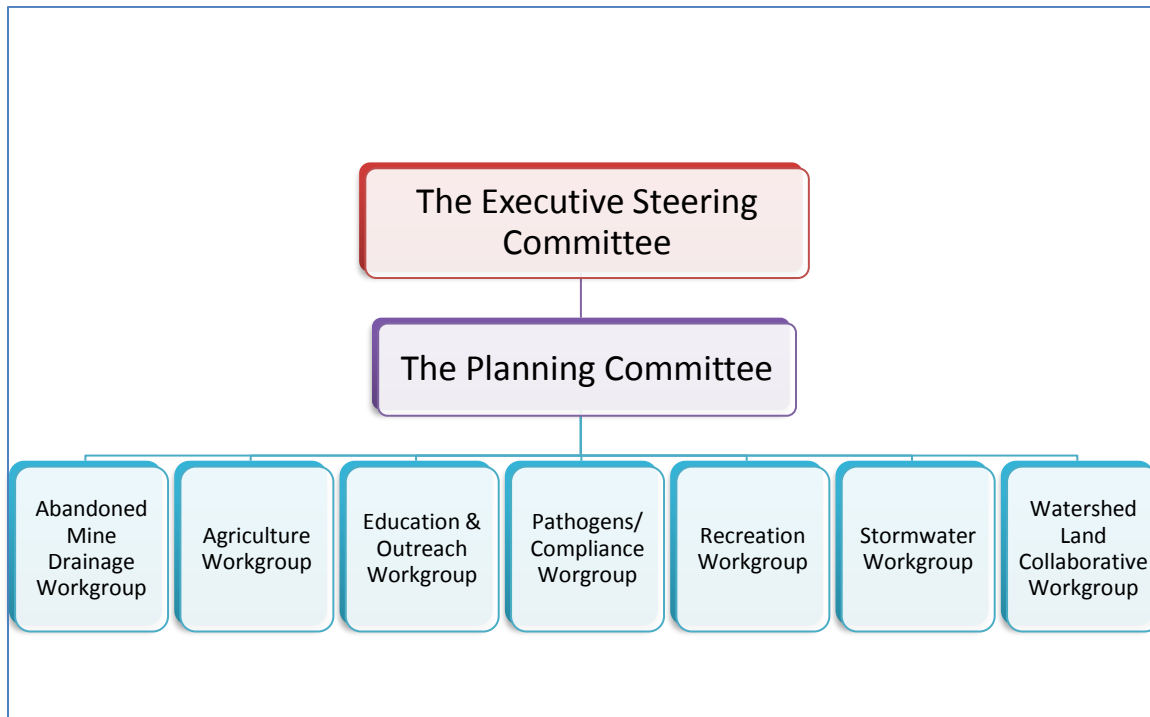 The Executive Steering
Committee
The Planning Committee
Abandoned
Mine
Drainage
Workgroup
Agriculture
Workgroup
Education &
Outreach
Workgroup
Pathogens/
Compliance
Worgroup
Recreation
Workgroup
Stormwater
Workgroup
Watershed
Land
Collaborative
Workgroup